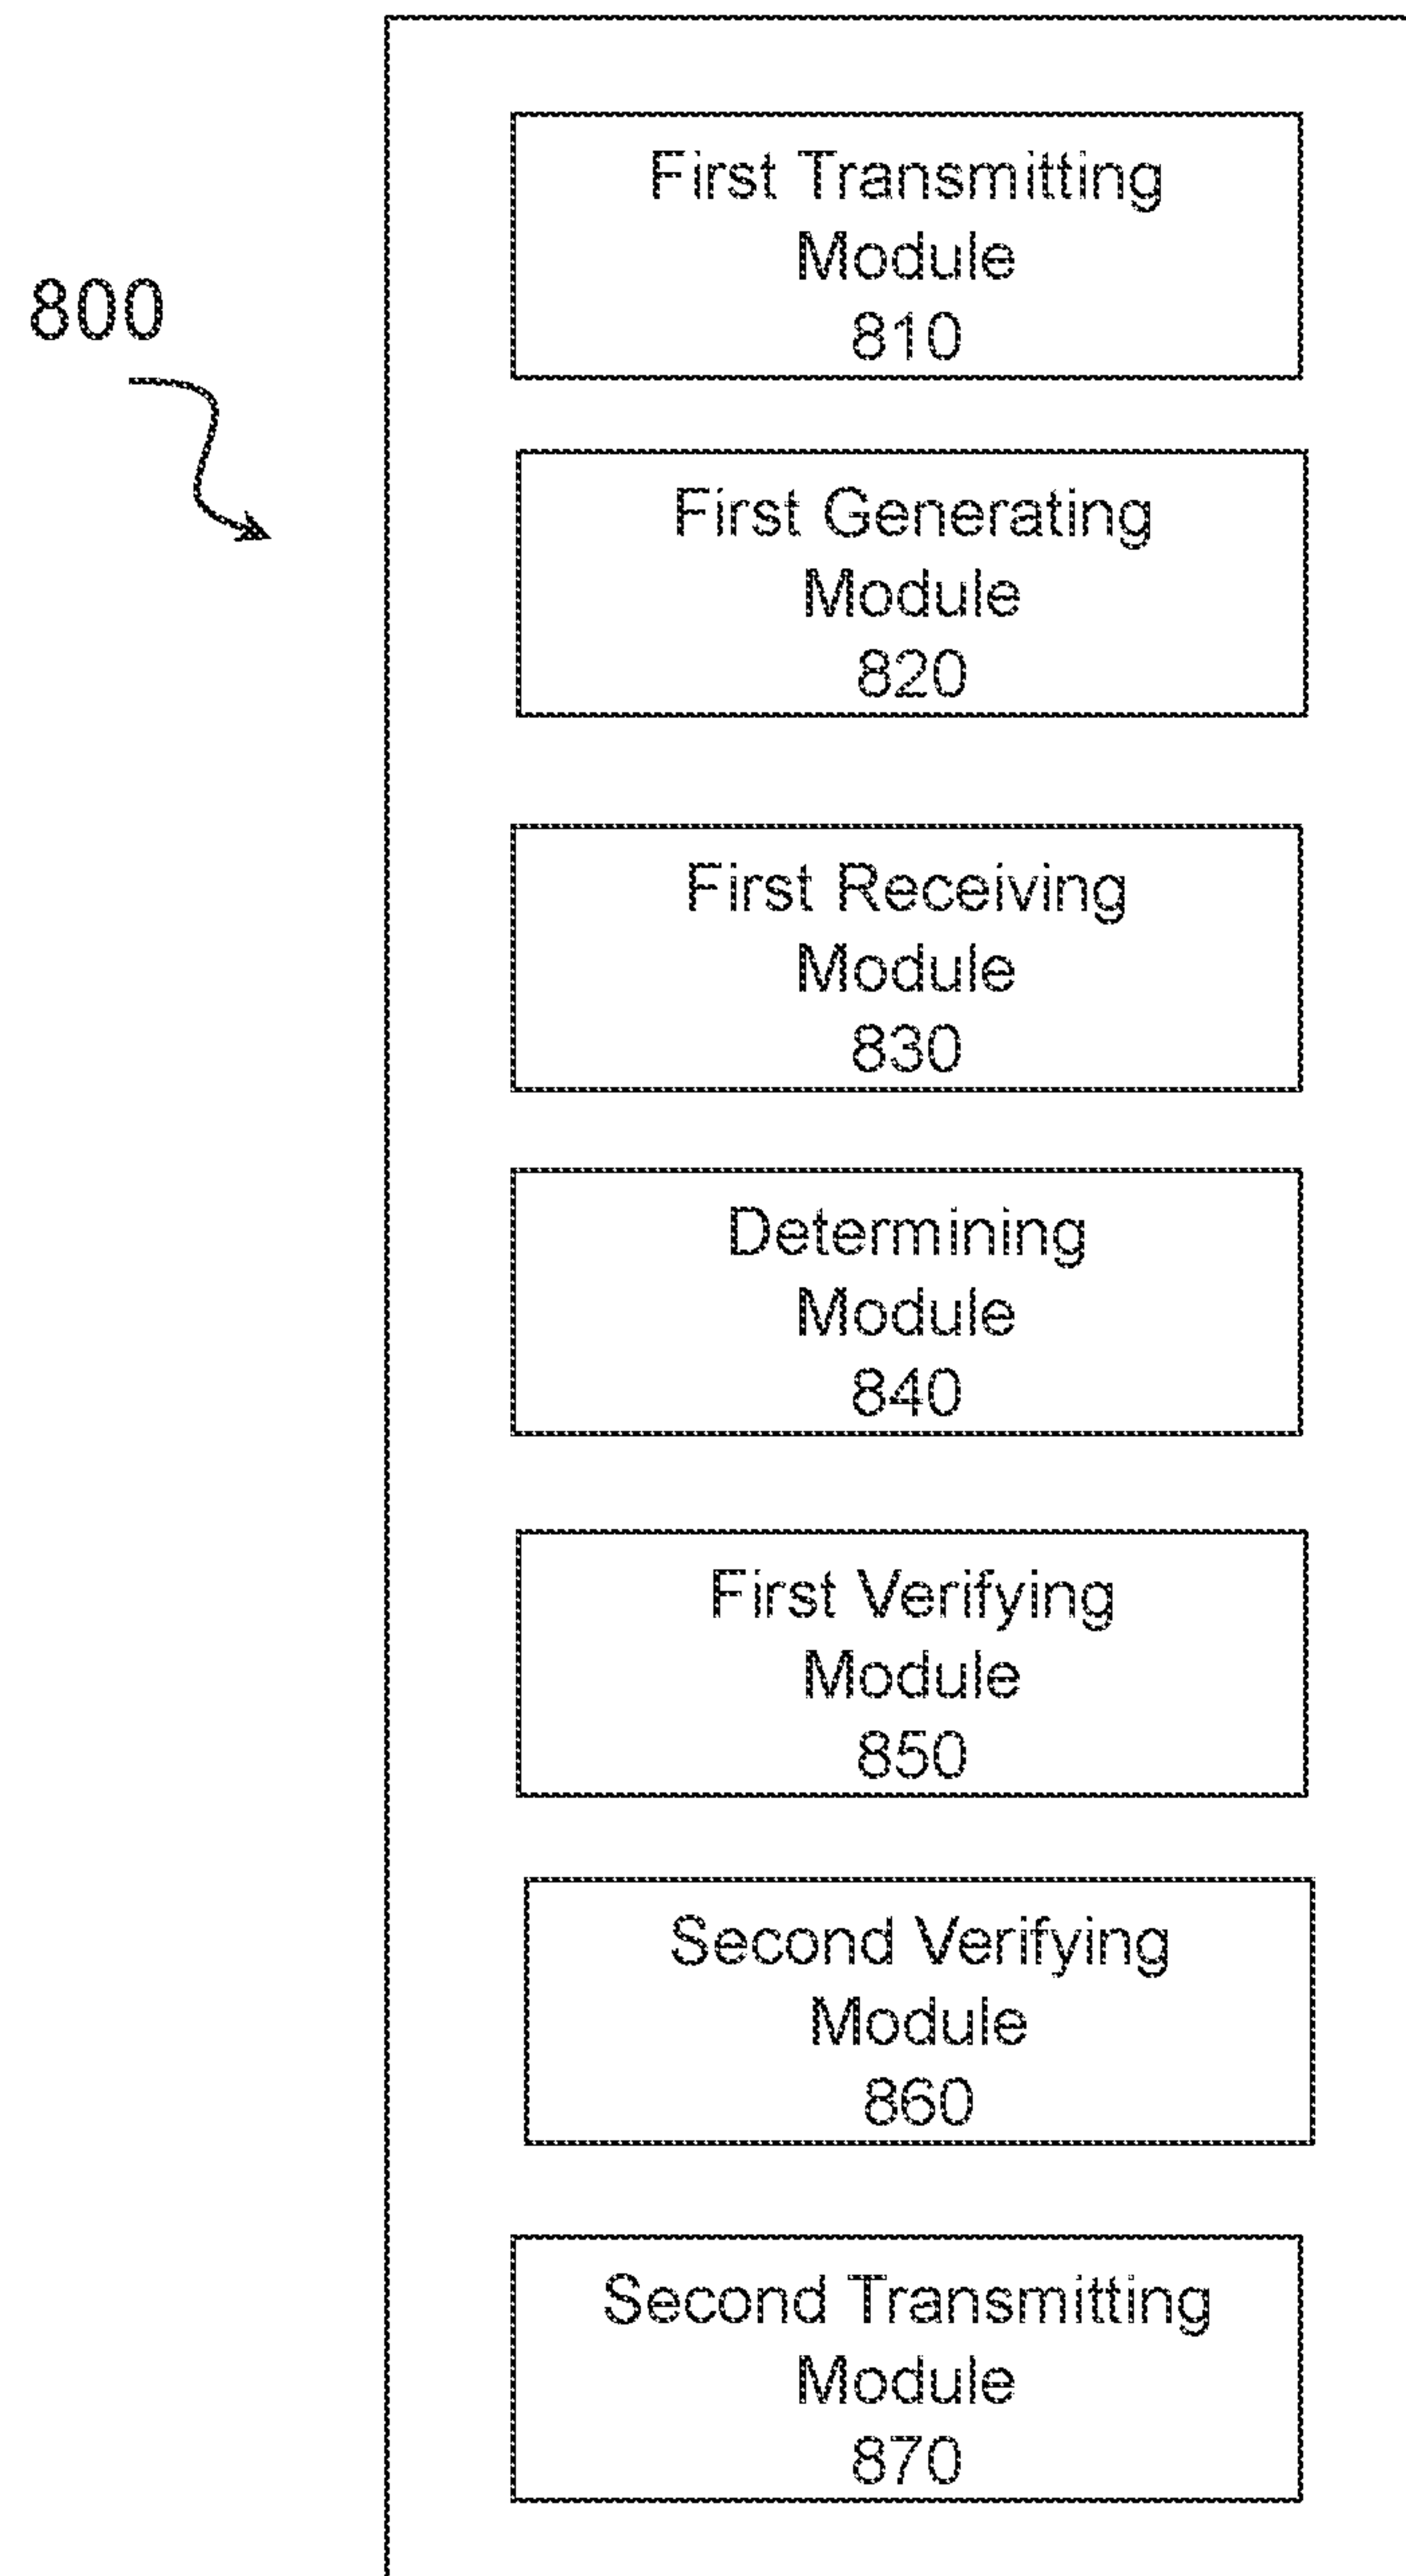 800
First Transmitting
Module
810
First Generating
Module
820
First Receiving
Module
830
Determining
Module
840
First Verifying
Module
850
Second Verifying
Module
860
Second Transmitting
Module
870